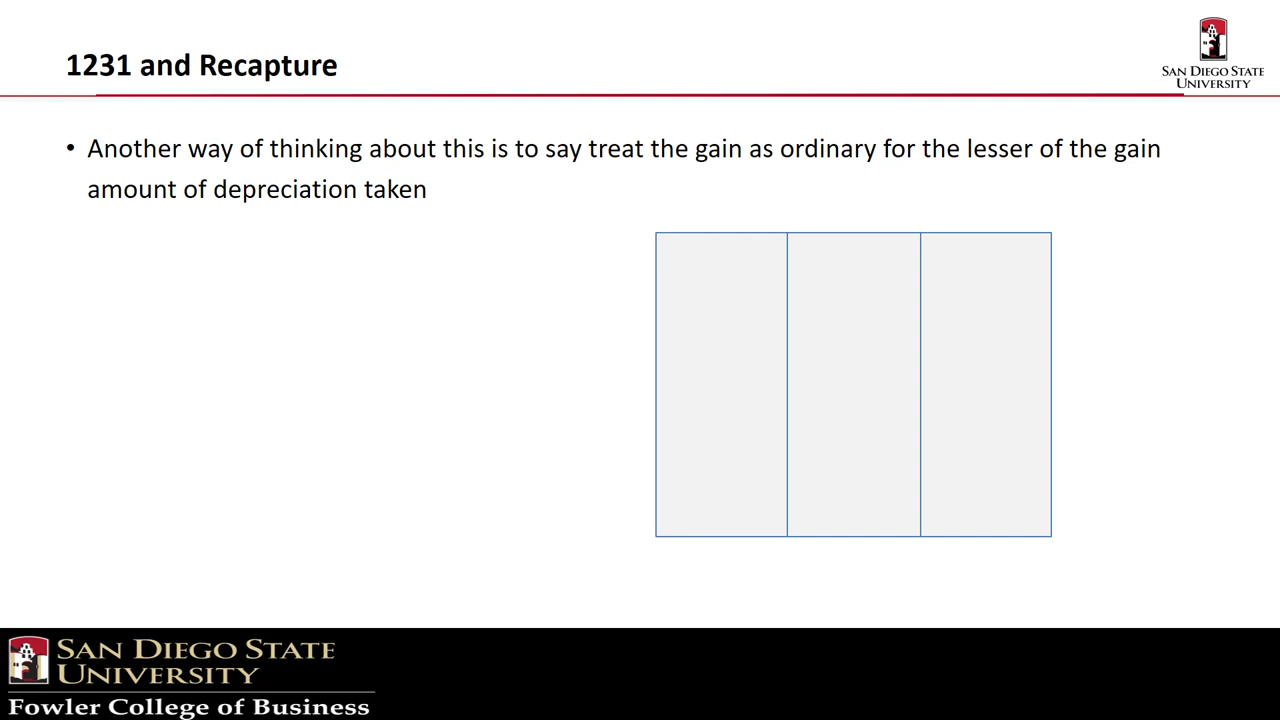 1231 and Recapture
SAN DIEGO STATE
UNIVERSITY
• Another way of thinking about this is to say treat the gain as ordinary for the lesser of the gain
amount of depreciation taken
SAN DIEGO STATE
UNIVERSITY
Fowler College of Business